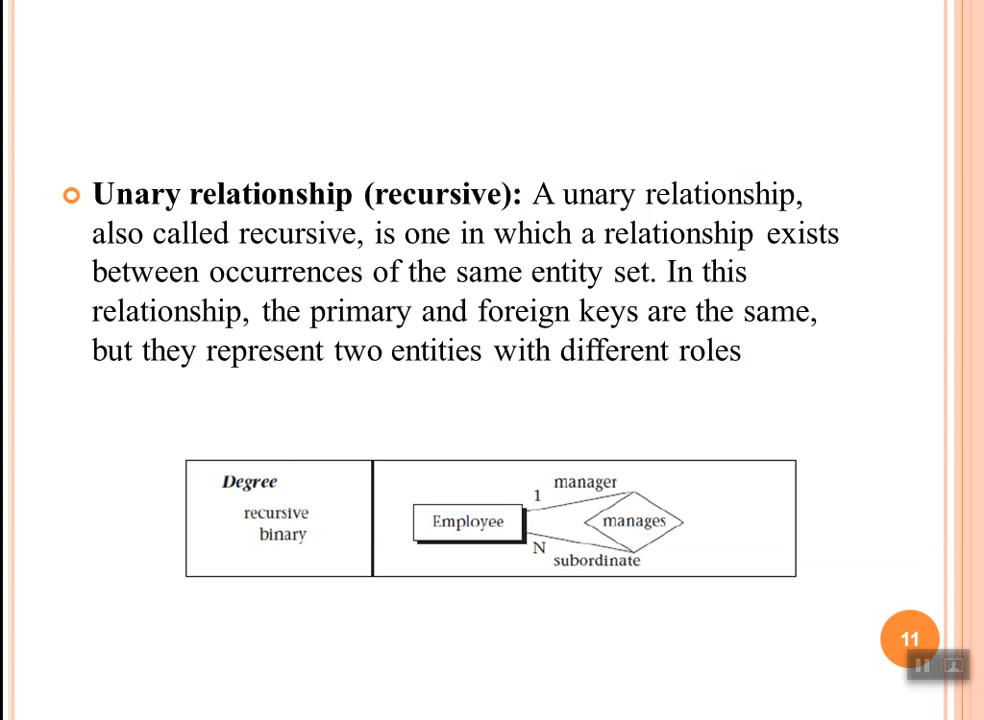 Unary relationship (recursive): A unary relationship,
also called recursive, is one in which a relationship exists
between occurrences of the same entity set. In this
relationship, the primary and foreign keys are the same,
but they represent two entities with different roles
Degree
recursive
binary
manager
1
Employee
manages
N
subordinate
11